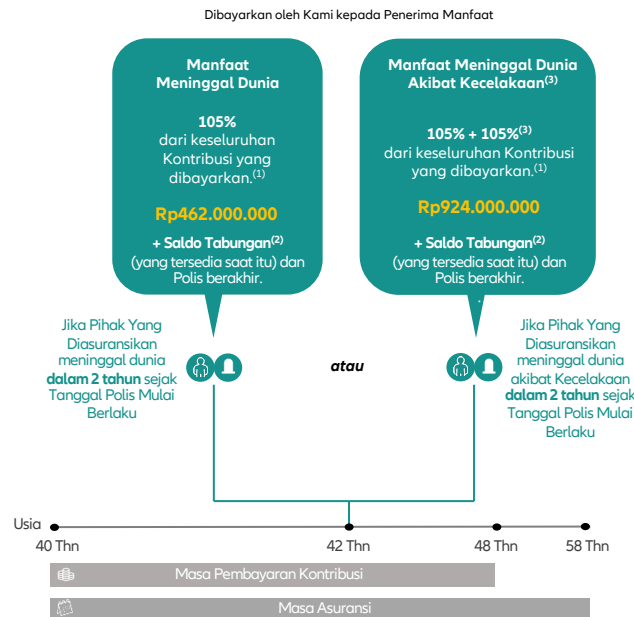 Dibayarkan oleh Kami kepada Penerima Manfaat
Manfaat
Meninggal Dunia
105%
dari keseluruhan
Kontribusi yang
dibayarkan.(1)
Rp462.000.000
+ Saldo Tabungan(2)
(yang tersedia saat itu) dan
Polis berakhir.
Manfaat Meninggal Dunia
Akibat Kecelakaan(3)
105% + 105%(3)
dari keseluruhan Kontribusi
yang dibayarkan.(1)
Rp924.000.000
+ Saldo Tabungan(2)
(yang tersedia saat itu) dan
Polis berakhir.
Jika Pihak Yang
Diasuransikan
meninggal dunia
dalam 2 tahun sejak
Tanggal Polis Mulai
Berlaku
atau
Jika Pihak Yang
Diasuransikan
meninggal dunia
akibat Kecelakaan
dalam 2 tahun sejak
Tanggal Polis Mulai
Berlaku
Usia
40 Thn
42 Thn
48 Thn
58 Thn
Masa Pembayaran Kontribusi
Masa Asuransi